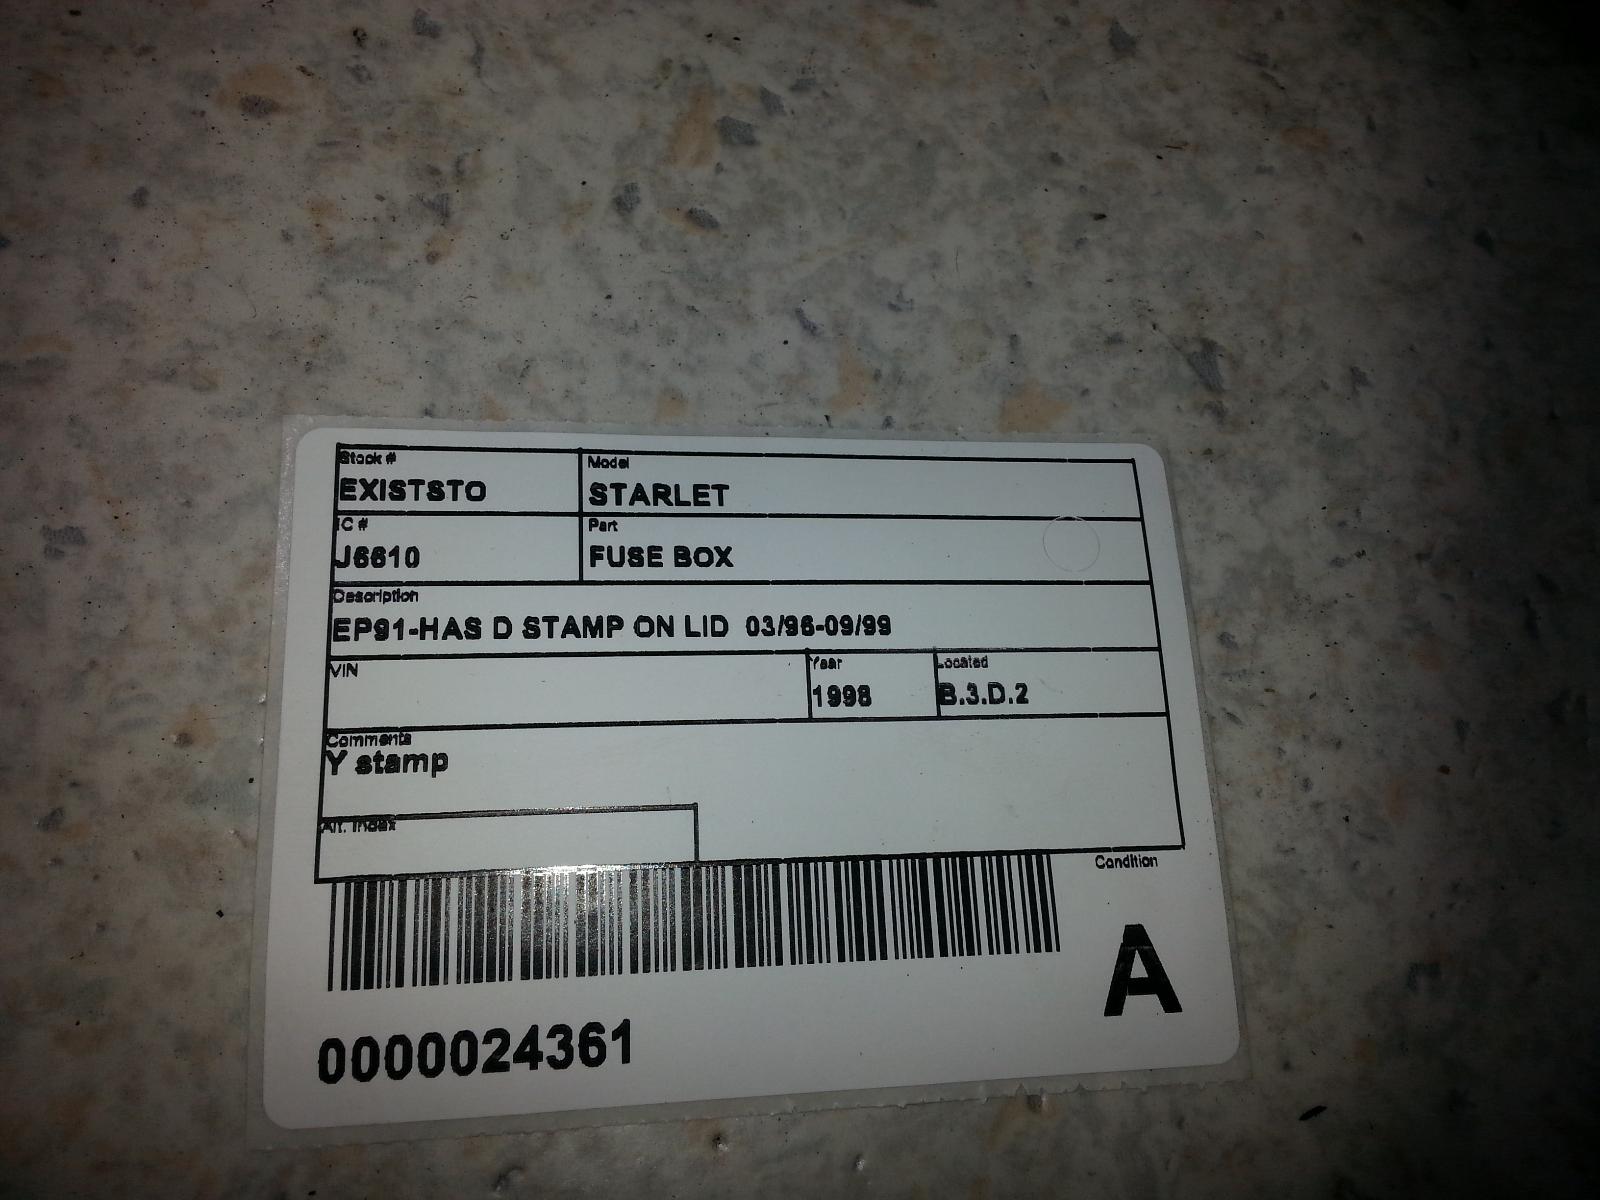 Stock #
EXISTSTO
Model
STARLET
IC #
J6610
Part
FUSE BOX
Description
EP91-HAS D STAMP ON LID 03/96-09/99
VIN
Year
1998
Located
B.3.D.2
Comments
Y stamp
Alt. Index
Condition
A
0000024361